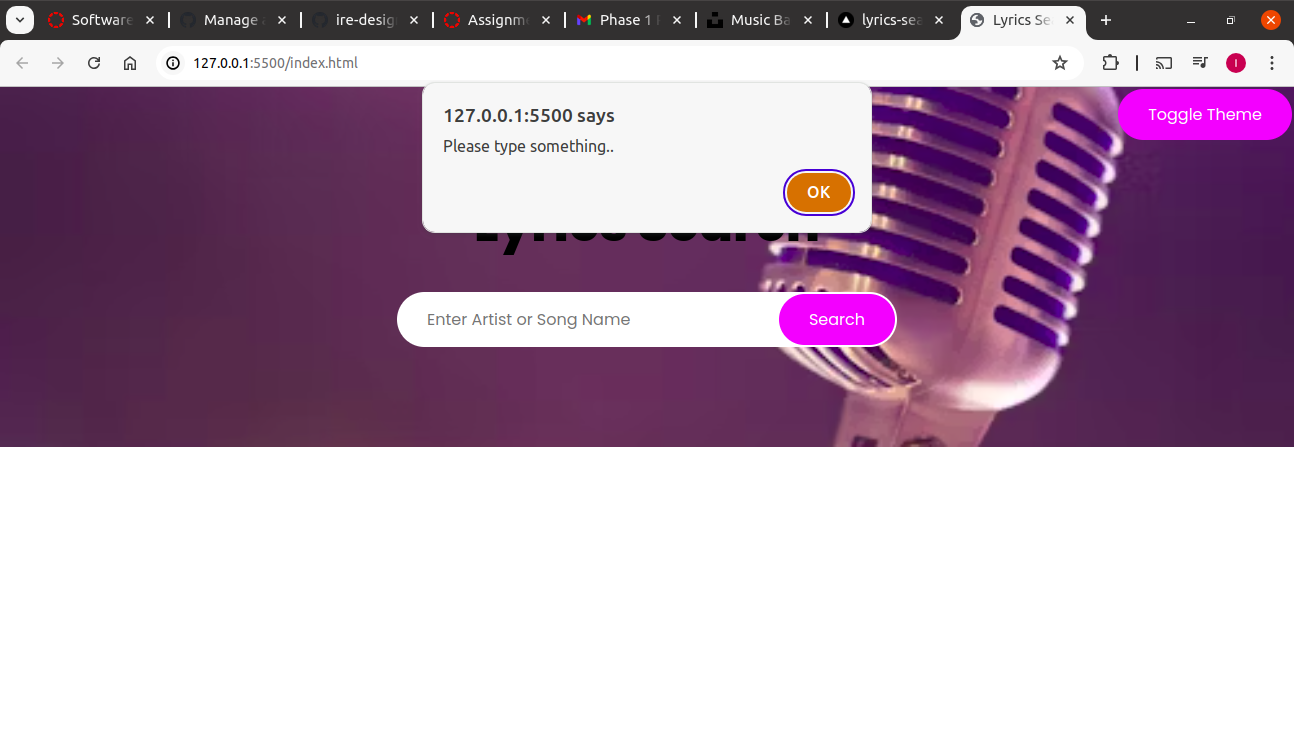 Software
Manage
ire-desig
Assignm
Phase 1
Music Ba
lyrics-sea
Lyrics Se
127.0.0.1:5500/index.html
Toggle Theme
127.0.0.1:5500 says
Please type something..
OK
Lyrics Search
Enter Artist or Song Name
Search